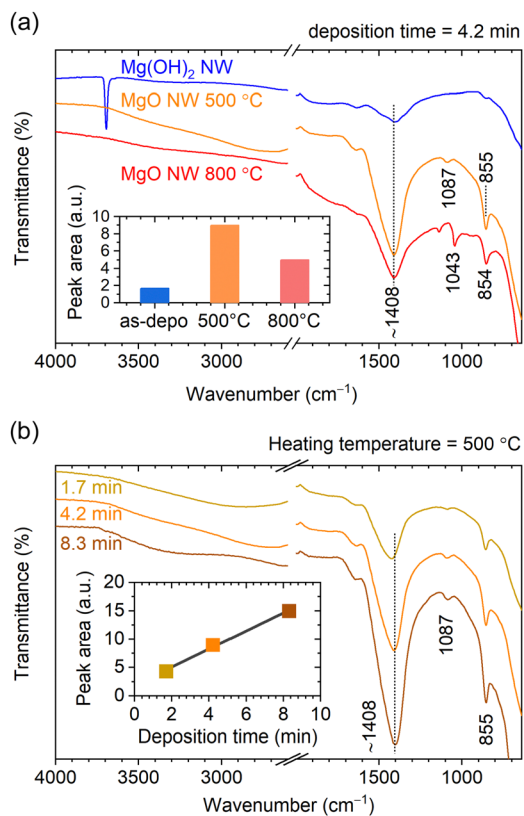 (a)
deposition time = 4.2 min
Transmittance (%)
Mg(OH)₂ NW
MgO NW 500 °C
MgO NW 800 °C
Peak area (a.u.)
10
8
6
4
2
0
as-depo
500°C
800°C
1087
855
~1408
1043
854
4000
3500
3000
1500
1000
Wavenumber (cm⁻¹)
(b)
Heating temperature = 500 °C
Transmittance (%)
1.7 min
4.2 min
8.3 min
Peak area (a.u.)
20
15
10
5
0
0
2
4
6
8
10
Deposition time (min)
~1408
1087
855
4000
3500
3000
1500
1000
Wavenumber (cm⁻¹)